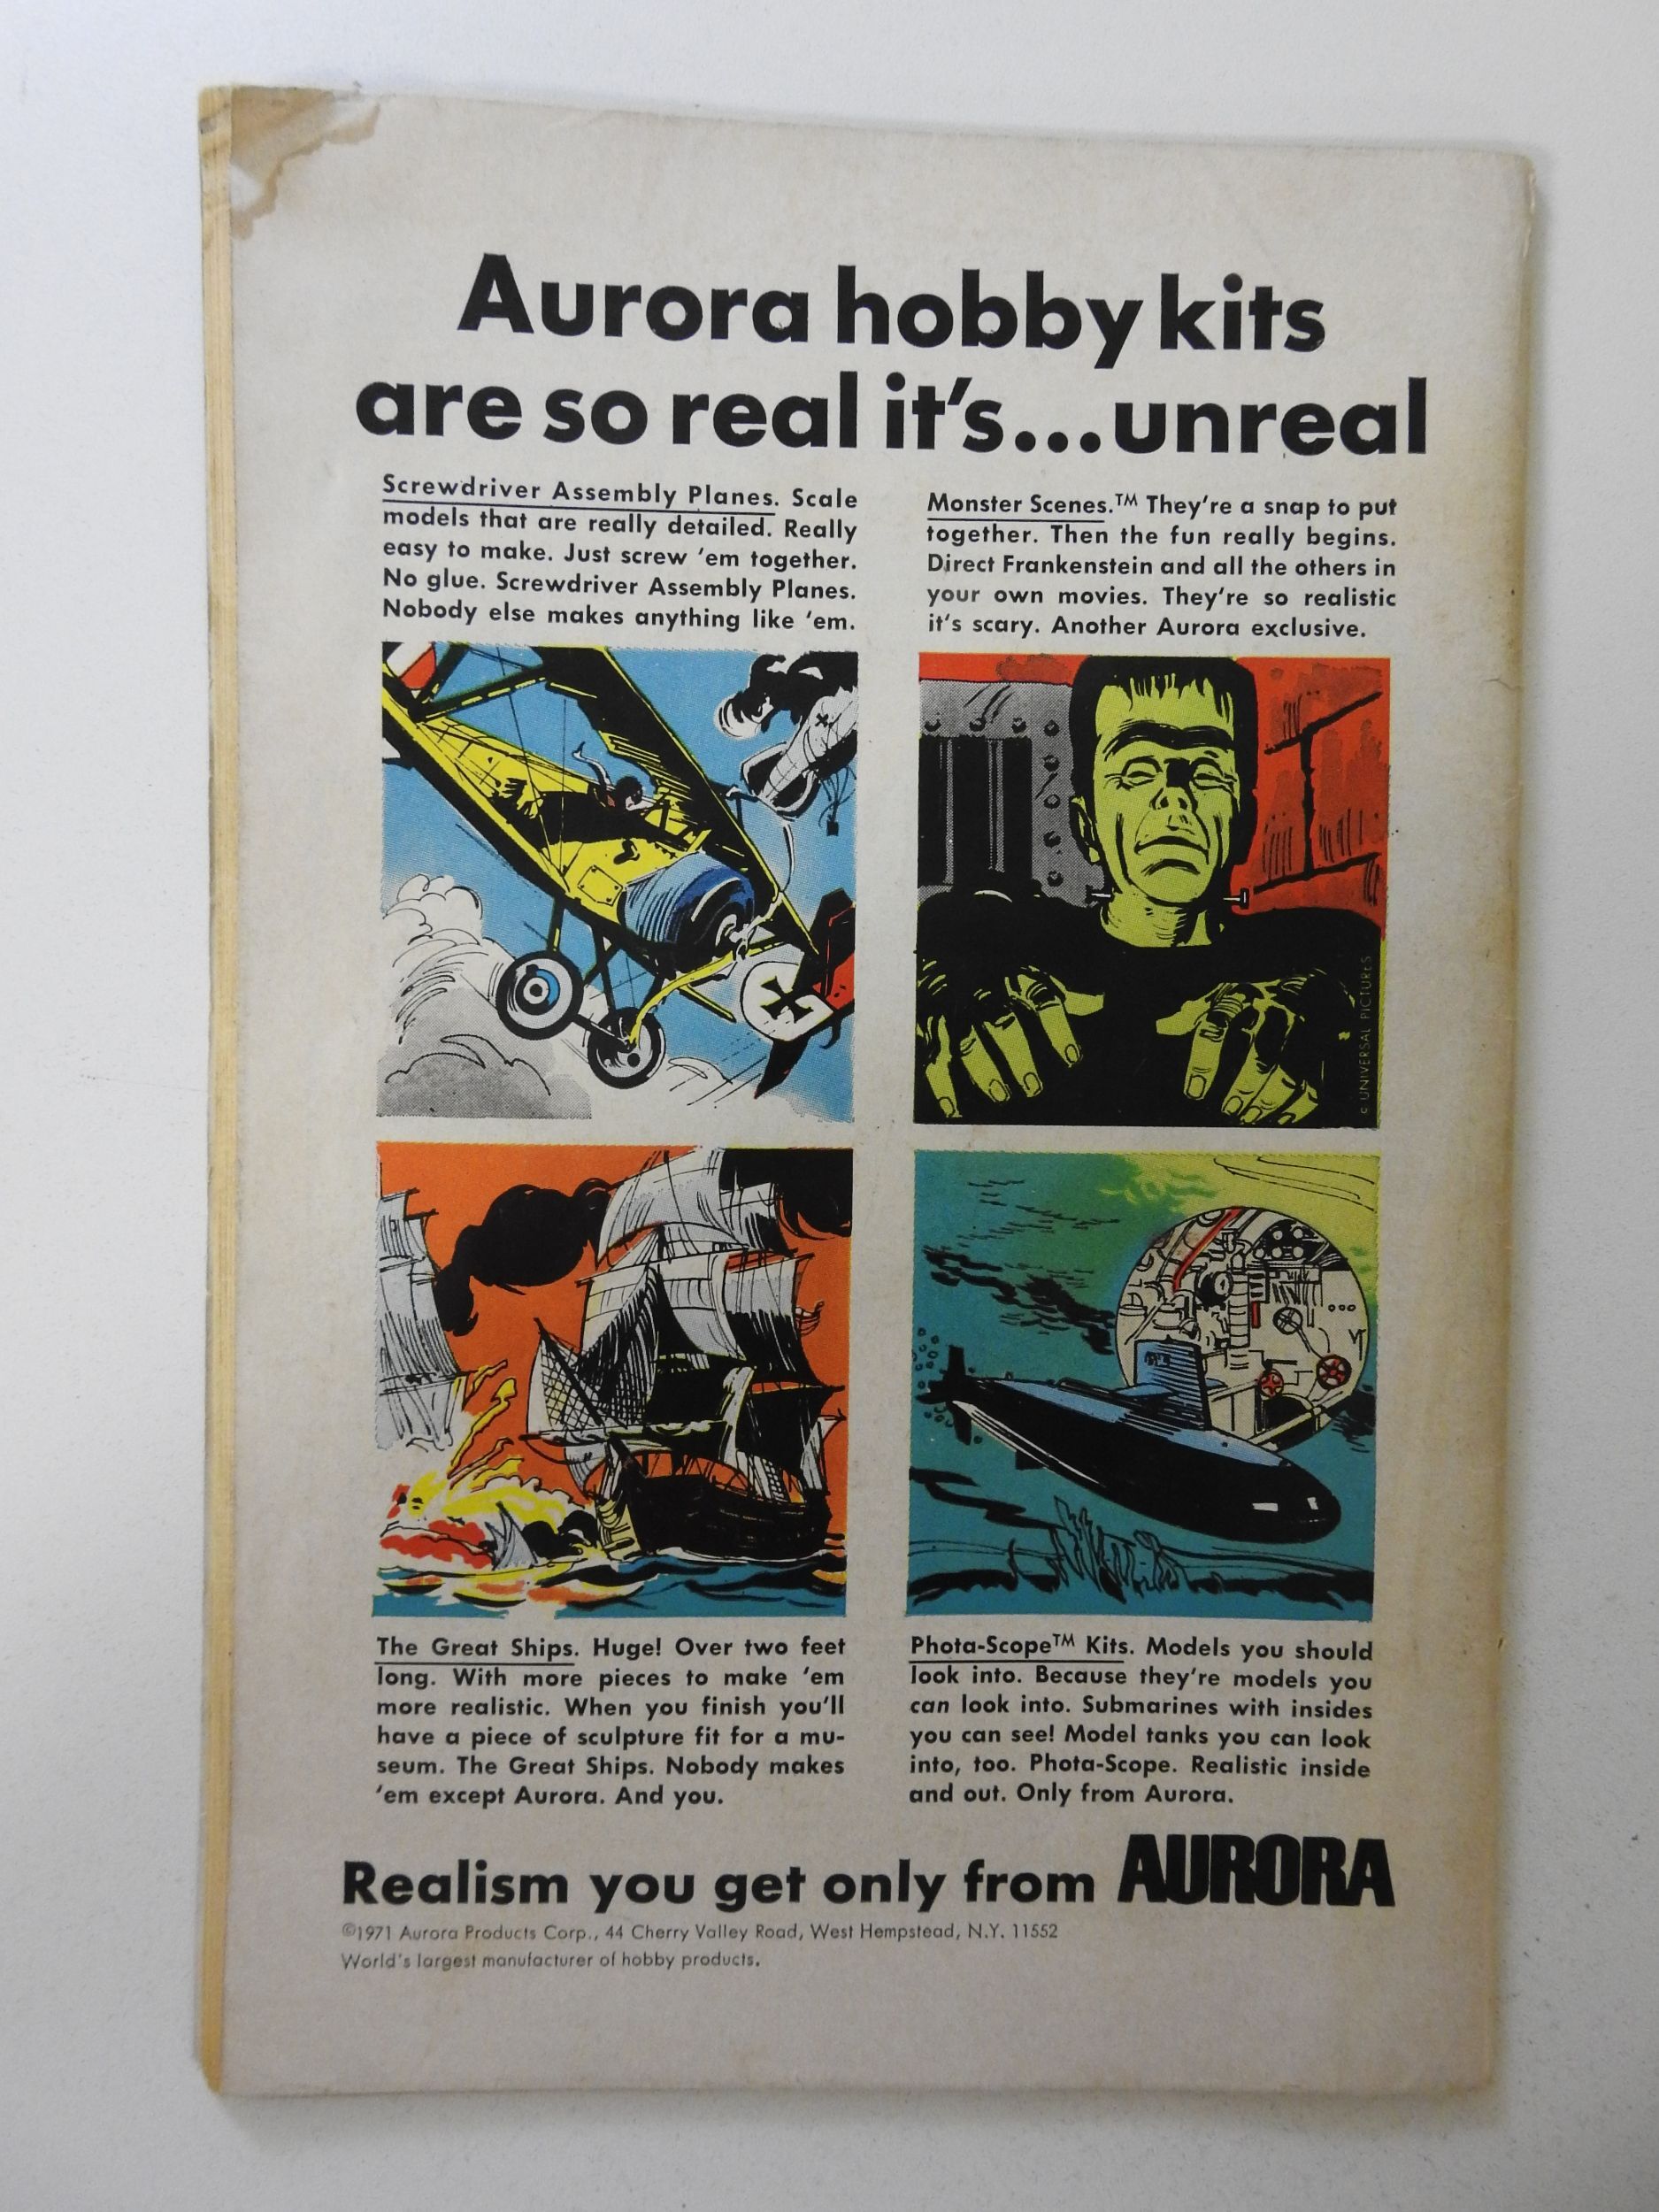 Aurora hobby kits
are so real it's...unreal
Screwdriver Assembly Planes. Scale
models that are really detailed. Really
easy to make. Just screw 'em together.
No glue. Screwdriver Assembly Planes.
Nobody else makes anything like 'em.
Monster Scenes.™ They're a snap to put
together. Then the fun really begins.
Direct Frankenstein and all the others in
your own movies. They're so realistic
it's scary. Another Aurora exclusive.
© UNIVERSAL PICTURES
The Great Ships. Huge! Over two feet
long. With more pieces to make 'em
more realistic. When you finish you'll
have a piece of sculpture fit for a mu-
seum. The Great Ships. Nobody makes
'em except Aurora. And you.
Phota-Scope™ Kits. Models you should
look into. Because they're models you
can look into. Submarines with insides
you can see! Model tanks you can look
into, too. Phota-Scope. Realistic inside
and out. Only from Aurora.
Realism you get only from AURORA
©1971 Aurora Products Corp., 44 Cherry Valley Road, West Hempstead, N.Y. 11552
World's largest manufacturer of hobby products.